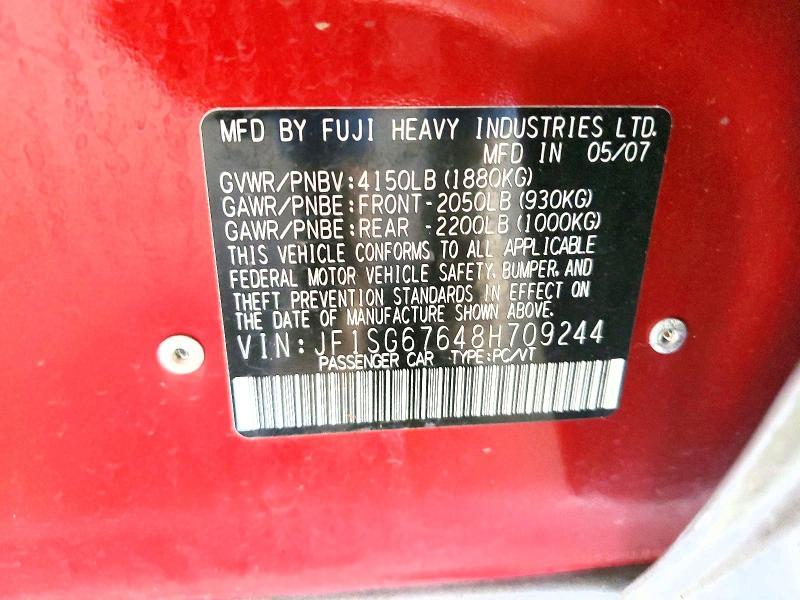 MFD BY FUJI HEAVY INDUSTRIES LTD.
MFD IN 05/07
GVWR/PNBV:4150LB(1880KG)
GAWR/PNBE:FRONT-2050LB(930KG)
GAWR/PNBE:REAR -2200LB(1000KG)
THIS VEHICLE CONFORMS TO ALL APPLICABLE
FEDERAL MOTOR VEHICLE SAFETY, BUMPER, AND
THEFT PREVENTION STANDARDS IN EFFECT ON
THE DATE OF MANUFACTURE SHOWN ABOVE.
VIN:JF1SG67648H709244
PASSENGER CAR TYPE:PC/VT